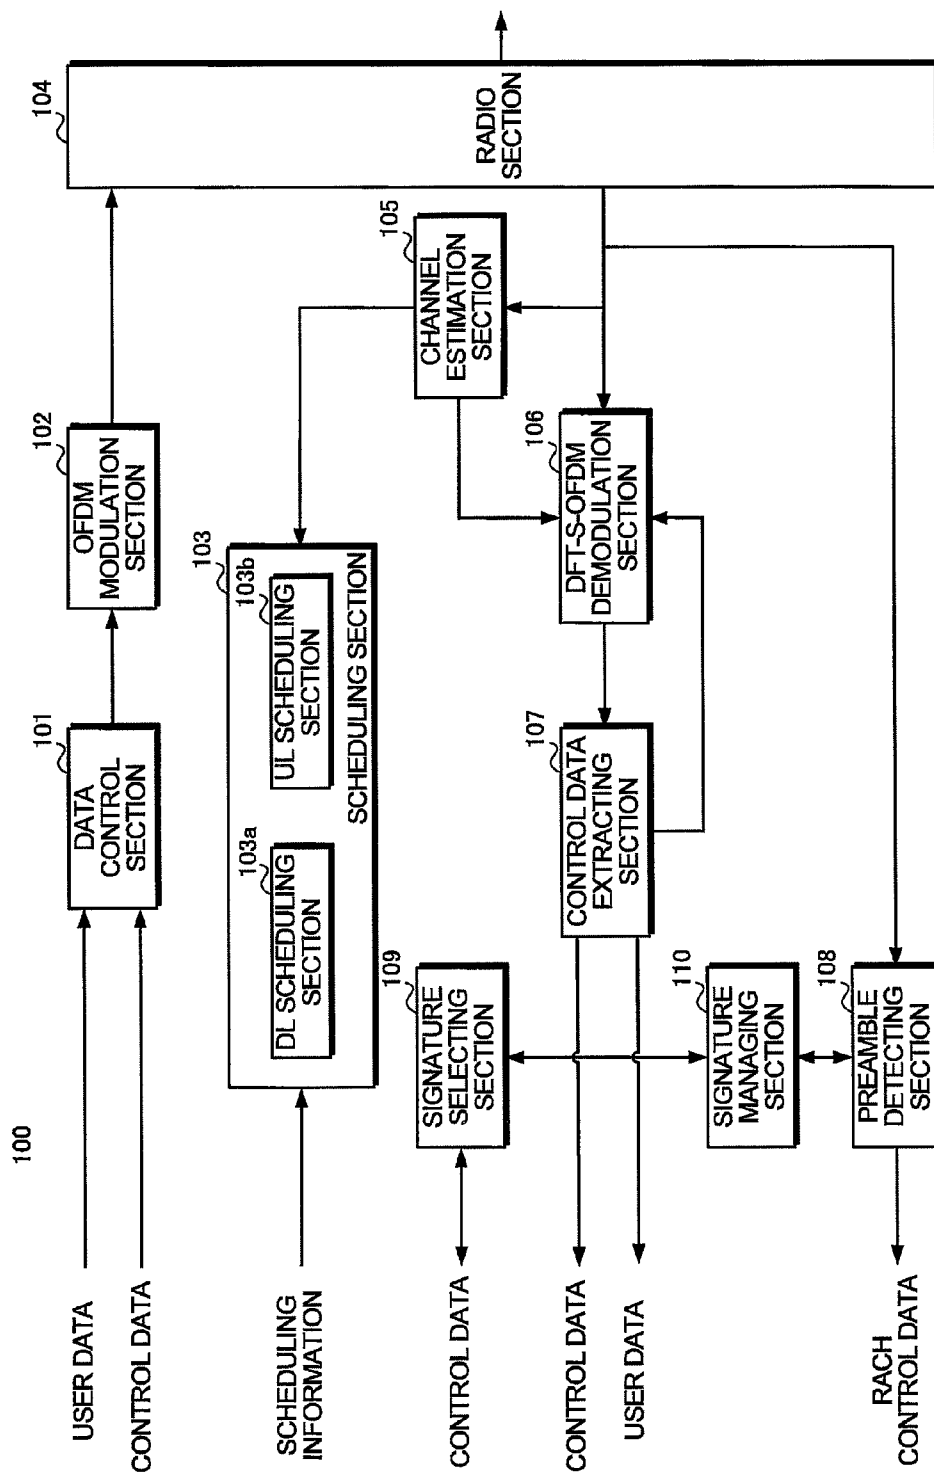 100
USER DATA
CONTROL DATA
101
DATA
CONTROL
SECTION
102
OFDM
MODULATION
SECTION
104
RADIO
SECTION
SCHEDULING
INFORMATION
103
103a
DL SCHEDULING
SECTION
103b
UL SCHEDULING
SECTION
SCHEDULING SECTION
105
CHANNEL
ESTIMATION
SECTION
CONTROL DATA
109
SIGNATURE
SELECTING
SECTION
CONTROL DATA
USER DATA
107
CONTROL DATA
EXTRACTING
SECTION
106
DFT-S-OFDM
DEMODULATION
SECTION
110
SIGNATURE
MANAGING
SECTION
RACH
CONTROL DATA
108
PREAMBLE
DETECTING
SECTION